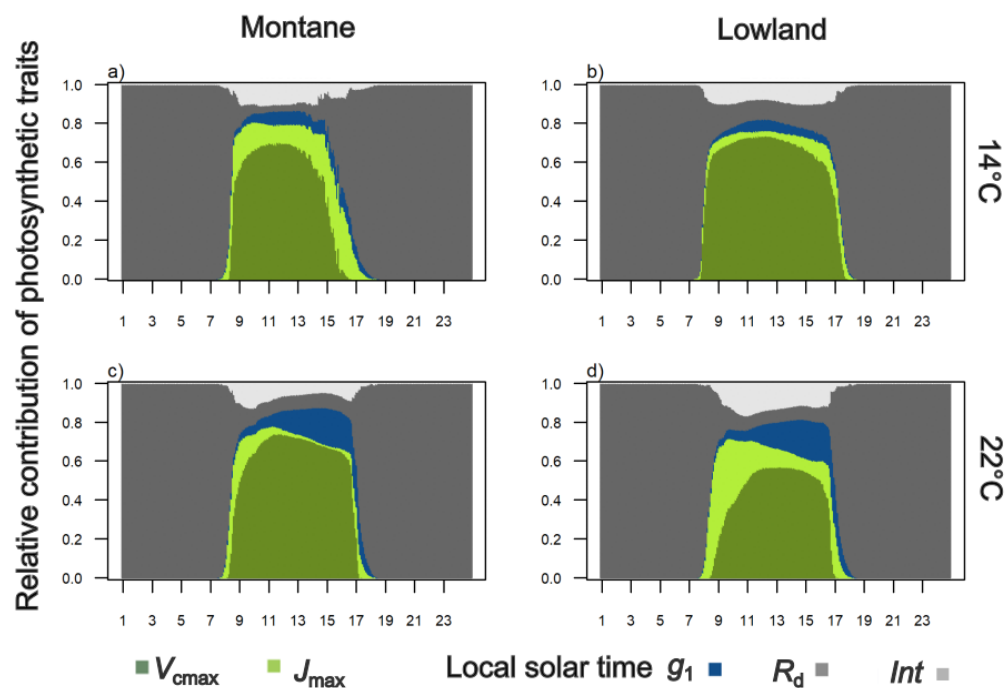 Montane
Lowland
Relative contribution of photosynthetic traits
a)
1.0
0.8
0.6
0.4
0.2
0.0
1 3 5 7 9 11 13 15 17 19 21 23
b)
1.0
0.8
0.6
0.4
0.2
0.0
1 3 5 7 9 11 13 15 17 19 21 23
14°C
c)
1.0
0.8
0.6
0.4
0.2
0.0
1 3 5 7 9 11 13 15 17 19 21 23
d)
1.0
0.8
0.6
0.4
0.2
0.0
1 3 5 7 9 11 13 15 17 19 21 23
22°C
Vcmax Jmax Local solar time g1 Rd Int